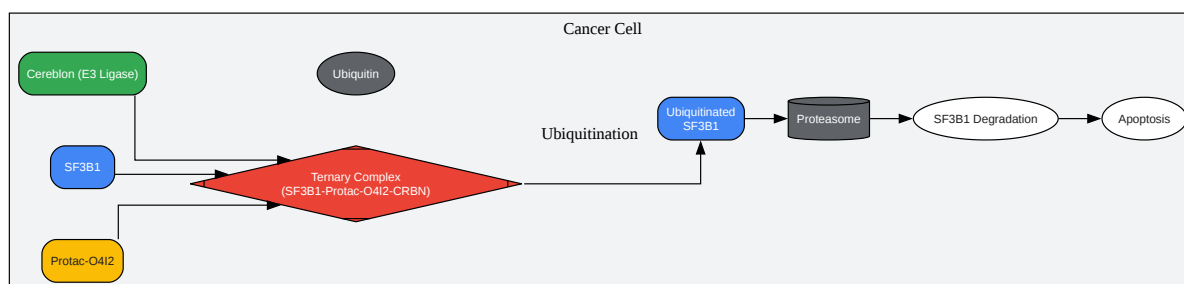 Cancer Cell
Cereblon (E3 Ligase)
Ubiquitin
SF3B1
Protac-O4I2
Ternary Complex
(SF3B1-Protac-O4I2-CRBN)
Ubiquitination
Ubiquitinated
SF3B1
Proteasome
SF3B1 Degradation
Apoptosis